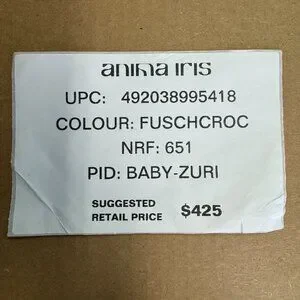 anima iris
UPC: 492038995418
COLOUR: FUSCHCROC
NRF: 651
PID: BABY-ZURI
SUGGESTED
RETAIL PRICE $425